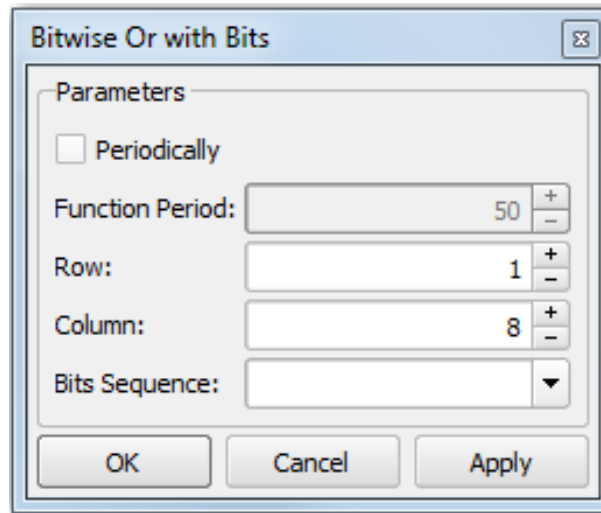 Bitwise Or with Bits
Parameters
Periodically
Function Period: 50
Row: 1
Column: 8
Bits Sequence:
OK Cancel Apply